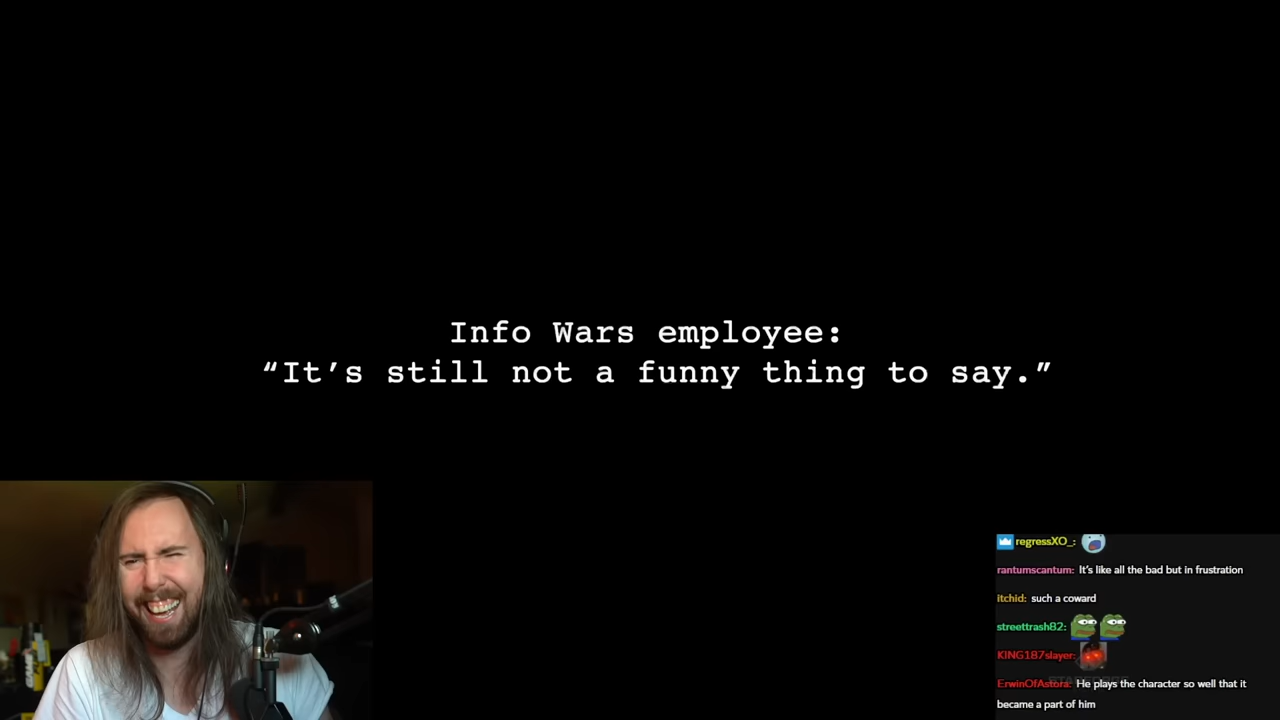 Info Wars employee:
“It’s still not a funny thing to say.”
regressXO_:
rantumscantum: It’s like all the bad but in frustration
itchid: such a coward
streettrash82:
KING187slayer:
ErwinOfAstora: He plays the character so well that it
became a part of him